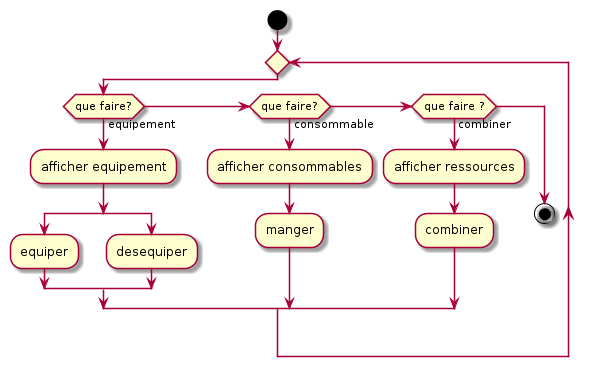 que faire?
que faire?
que faire ?
equipement
consommable
combiner
afficher equipement
afficher consommables
afficher ressources
manger
combiner
equiper
desequiper